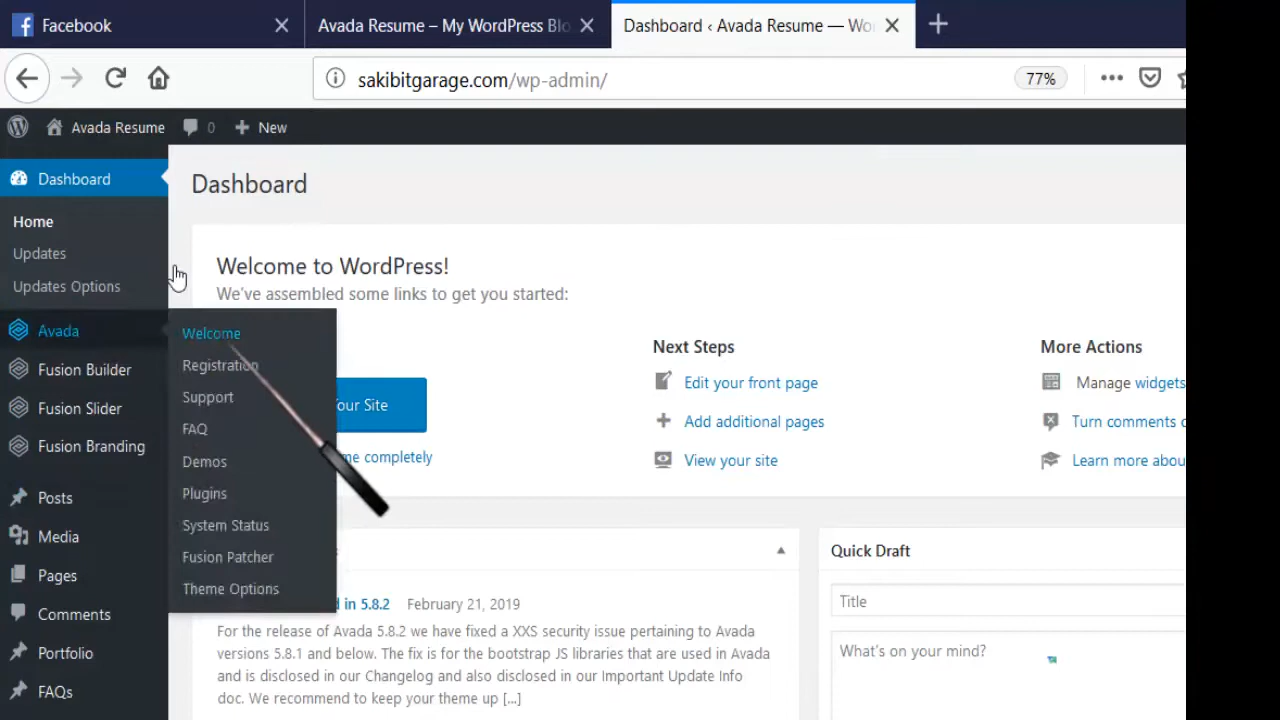 Facebook
Avada Resume – My WordPress Blo
Dashboard ‹ Avada Resume — Wo
sakibitgarage.com/wp-admin/
77%
Avada Resume
0
New
Dashboard
Home
Updates
Updates Options
Avada
Fusion Builder
Fusion Slider
Fusion Branding
Posts
Media
Pages
Comments
Portfolio
FAQs
Welcome
Registration
Support
FAQ
Demos
Plugins
System Status
Fusion Patcher
Theme Options
Dashboard
Welcome to WordPress!
We've assembled some links to get you started:
Your Site
me completely
Next Steps
Edit your front page
Add additional pages
View your site
More Actions
Manage widgets
Turn comments
Learn more abou
d in 5.8.2 February 21, 2019
For the release of Avada 5.8.2 we have fixed a XXS security issue pertaining to Avada
versions 5.8.1 and below. The fix is for the bootstrap JS libraries that are used in Avada
and is disclosed in our Changelog and also disclosed in our Important Update Info
doc. We recommend to keep your theme up [...]
Quick Draft
Title
What's on your mind?